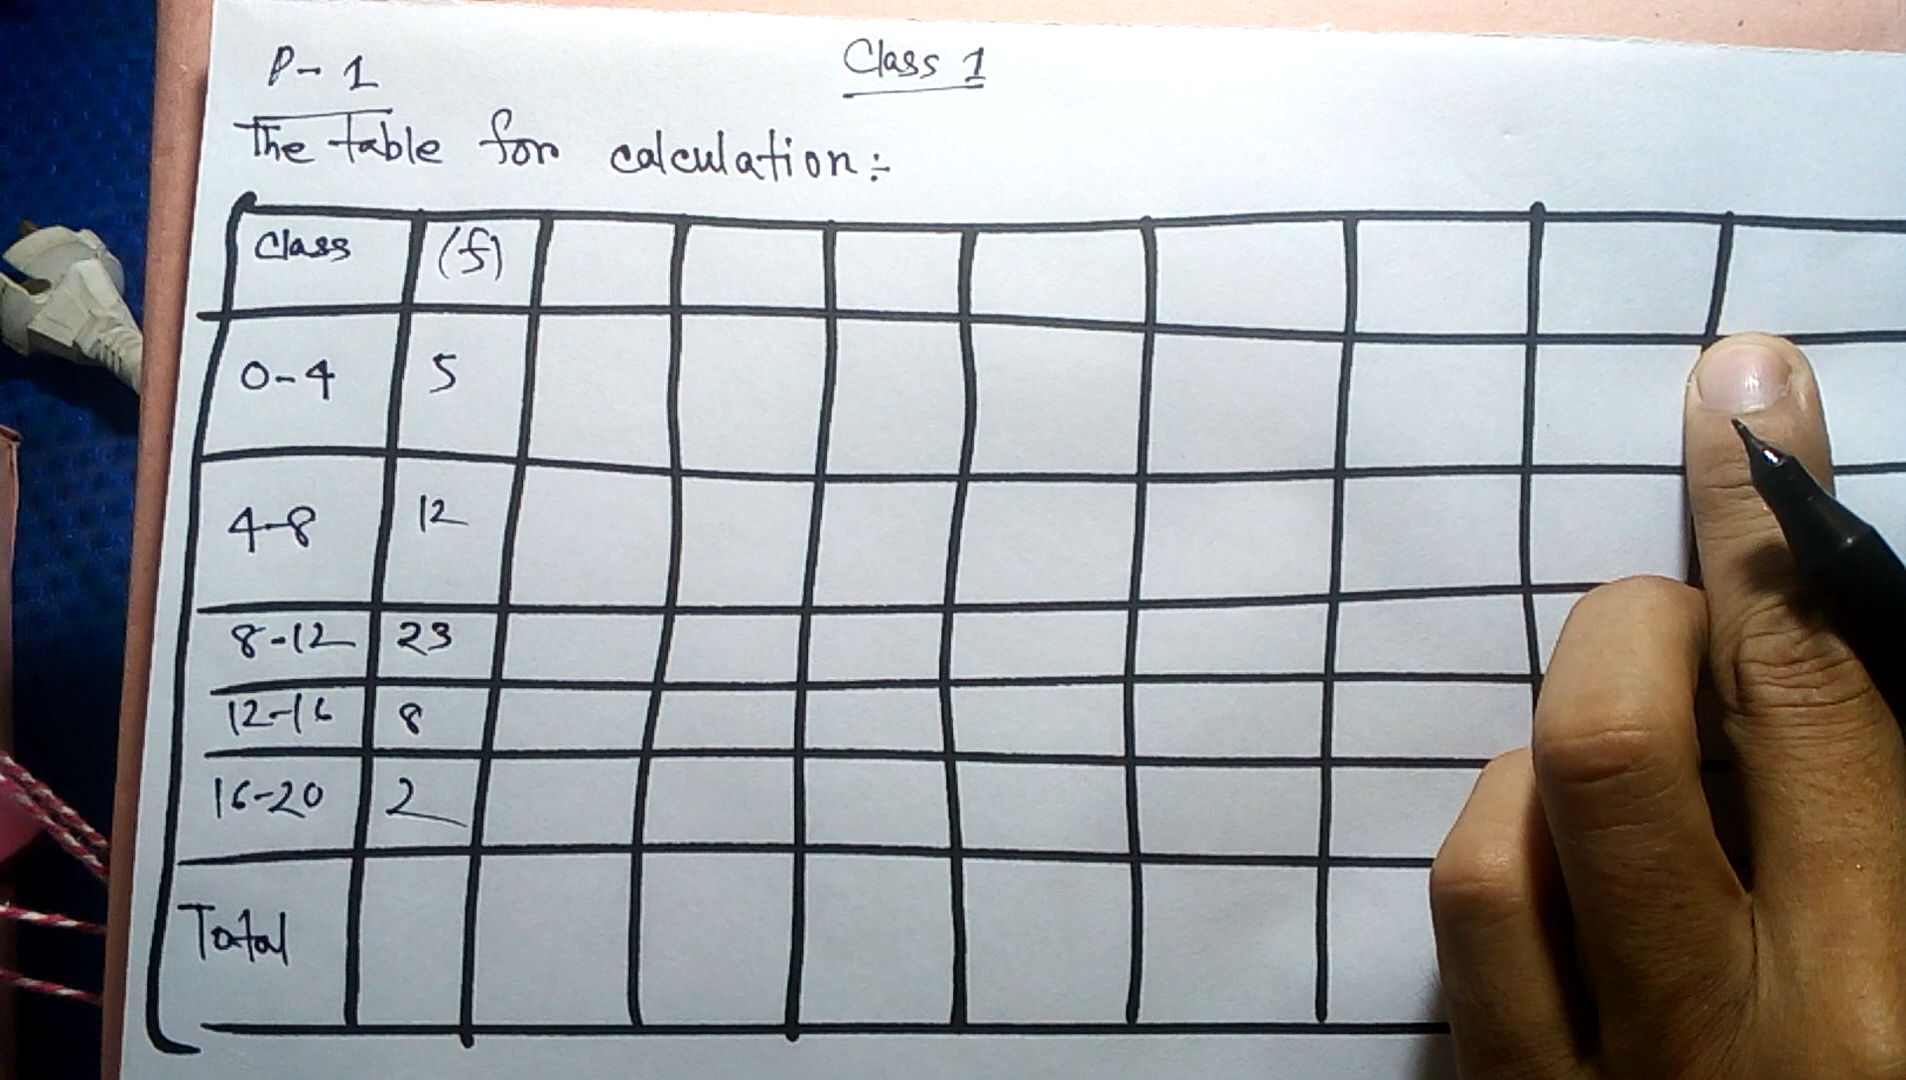 P-1
Class 1
The table for calculation:-
Class (f)
0-4 5
4-8 12
8-12 23
12-16 8
16-20 2
Total